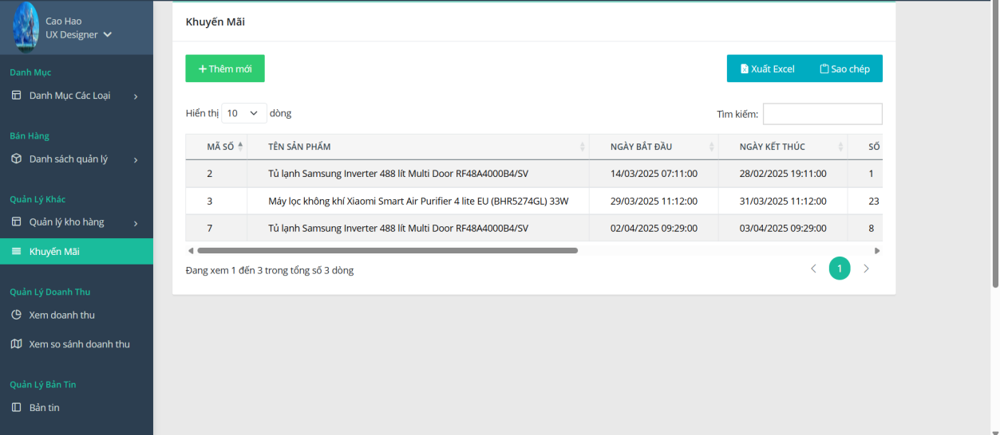 Cao Hao
UX Designer
Danh Mục
Danh Mục Các Loại
Bán Hàng
Danh sách quản lý
Quản Lý Khác
Quản lý kho hàng
Khuyến Mãi
Quản Lý Doanh Thu
Xem doanh thu
Xem so sánh doanh thu
Quản Lý Bản Tin
Bản tin
Khuyến Mãi
+ Thêm mới
Xuất Excel Sao chép
Hiển thị 10 dòng
Tìm kiếm:
MÃ SỐ TÊN SẢN PHẨM NGÀY BẮT ĐẦU NGÀY KẾT THÚC SỐ
2 Tủ lạnh Samsung Inverter 488 lít Multi Door RF48A4000B4/SV 14/03/2025 07:11:00 28/02/2025 19:11:00 1
3 Máy lọc không khí Xiaomi Smart Air Purifier 4 lite EU (BHR5274GL) 33W 29/03/2025 11:12:00 31/03/2025 11:12:00 23
7 Tủ lạnh Samsung Inverter 488 lít Multi Door RF48A4000B4/SV 02/04/2025 09:29:00 03/04/2025 09:29:00 8
Đang xem 1 đến 3 trong tổng số 3 dòng
1